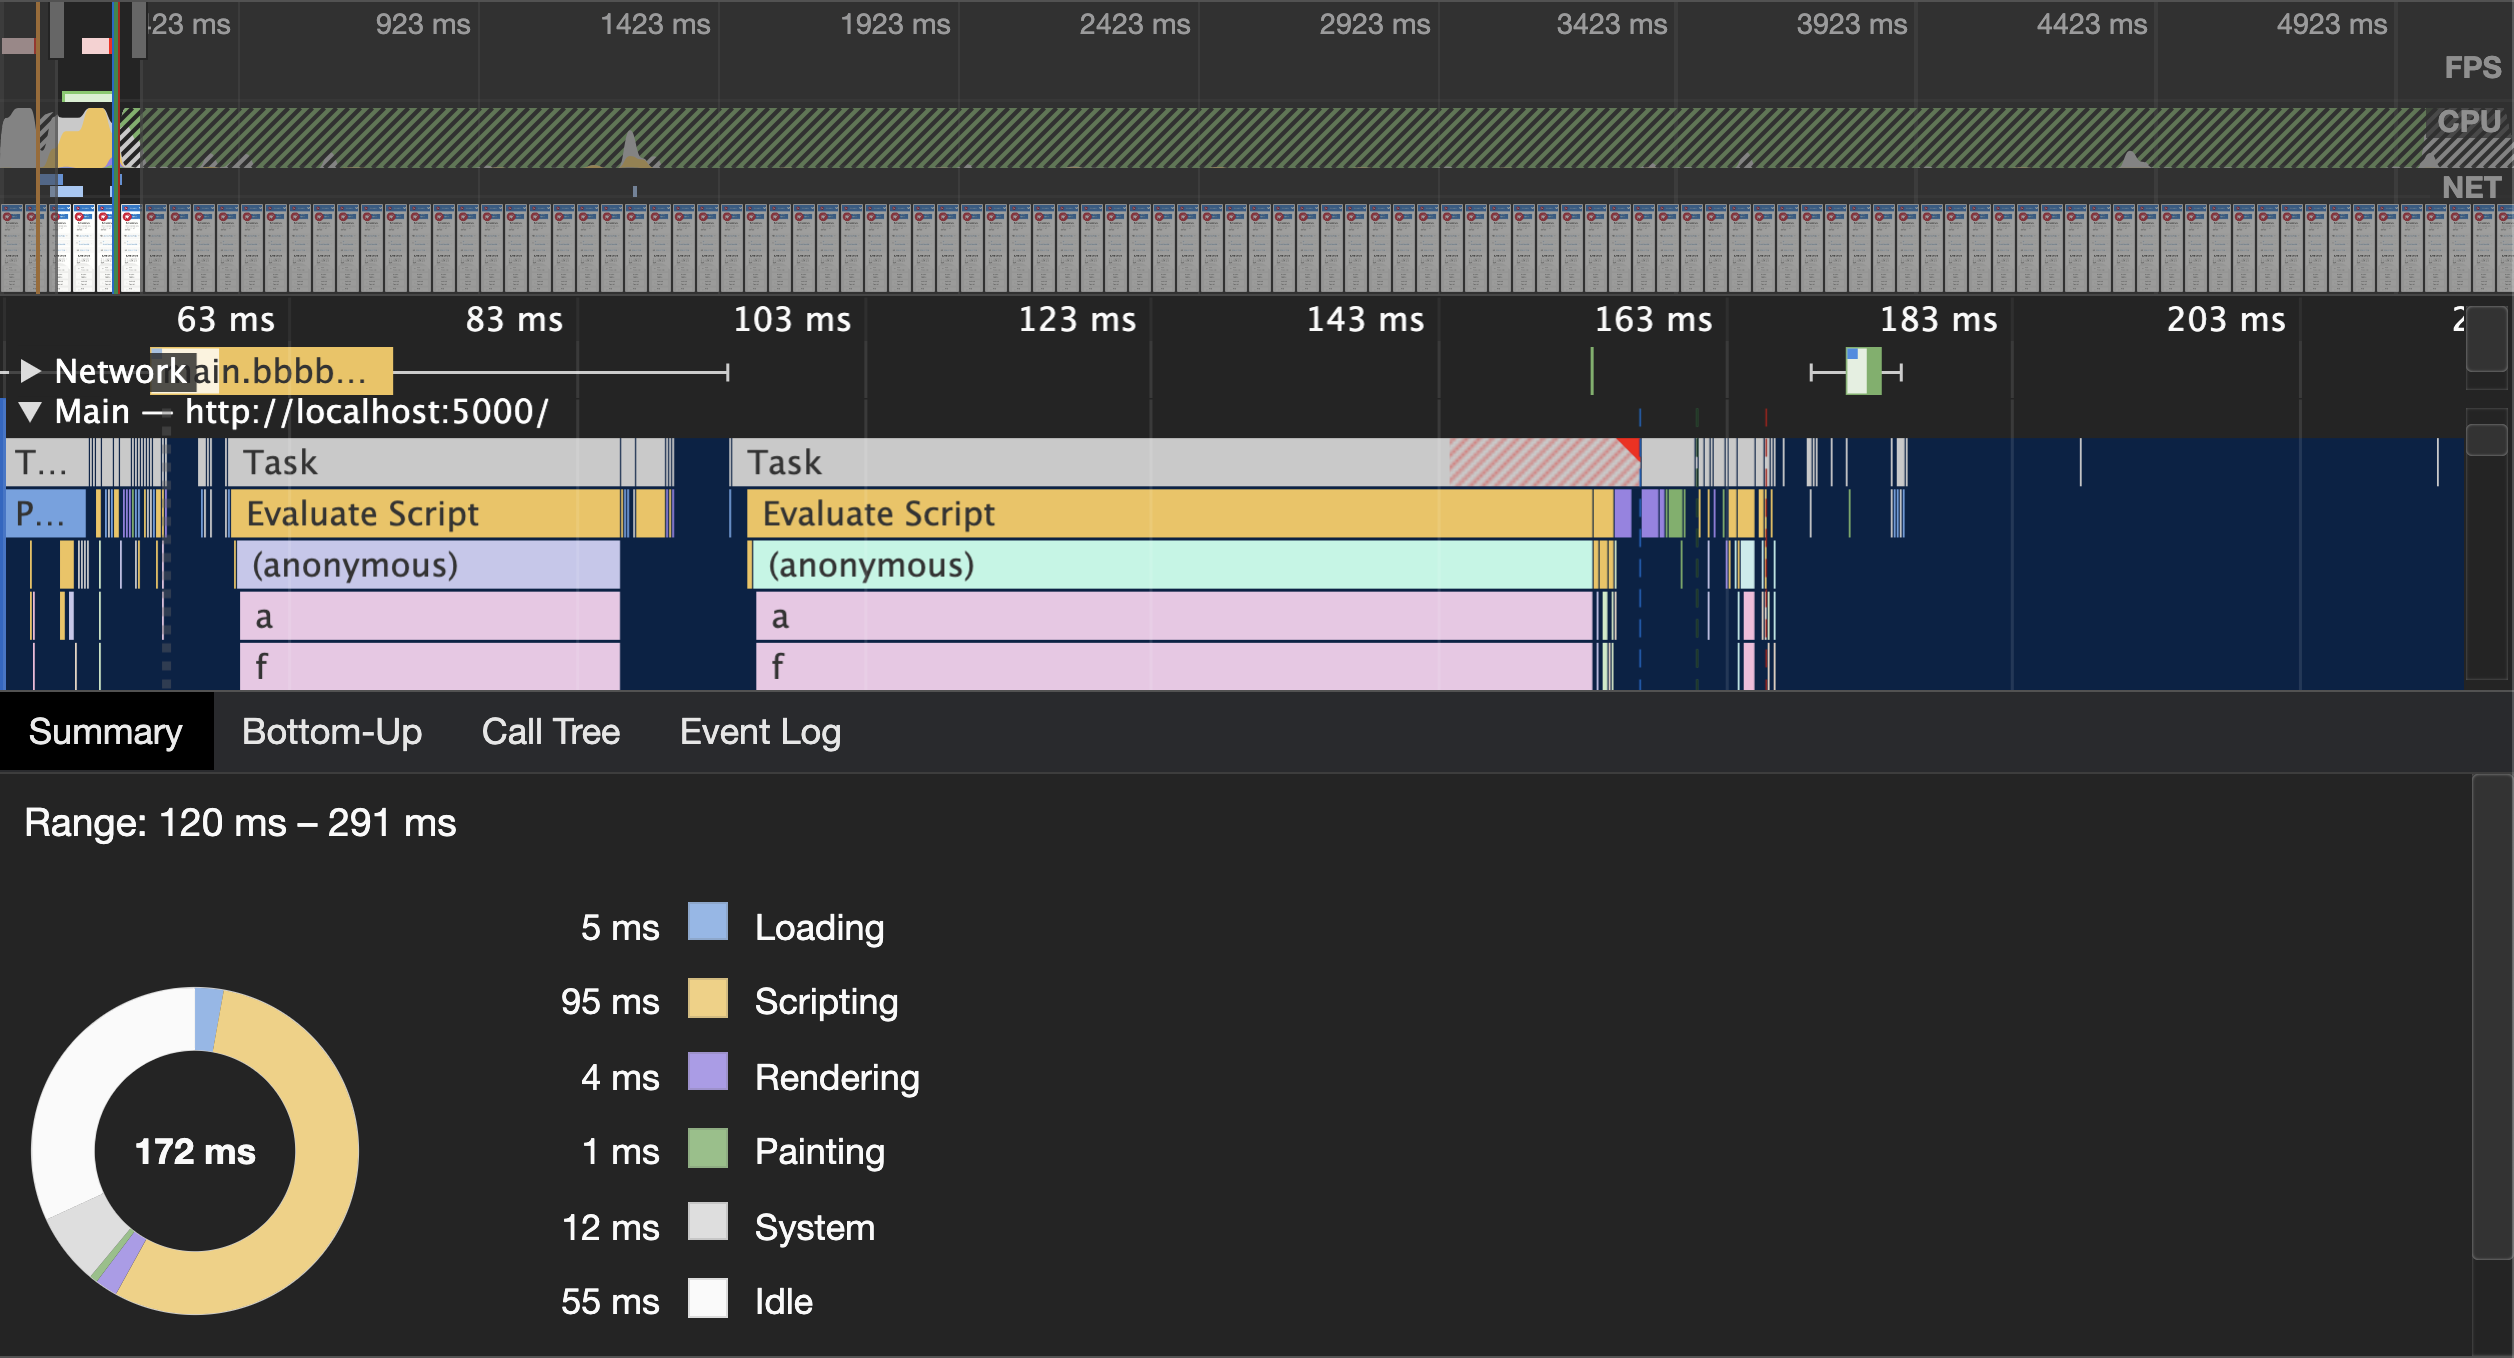 23 ms 923 ms 1423 ms 1923 ms 2423 ms 2923 ms 3423 ms 3923 ms 4423 ms 4923 ms
FPS
CPU
NET
63 ms 83 ms 103 ms 123 ms 143 ms 163 ms 183 ms 203 ms 2
Network ain.bbbb...
Main — http://localhost:5000/
T... Task Task
P... Evaluate Script Evaluate Script
(anonymous) (anonymous)
a a
f f
Summary Bottom-Up Call Tree Event Log
Range: 120 ms – 291 ms
5 ms Loading
95 ms Scripting
4 ms Rendering
172 ms
1 ms Painting
12 ms System
55 ms Idle